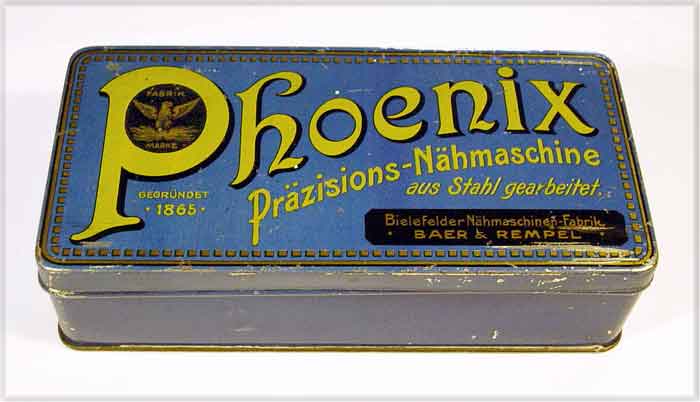 Phoenix
FABRIK
MARKE
Präzisions-Nähmaschine
aus Stahl gearbeitet.
GEGRÜNDET
· 1865 ·
Bielefelder Nähmaschinen-Fabrik
· BAER & REMPEL ·